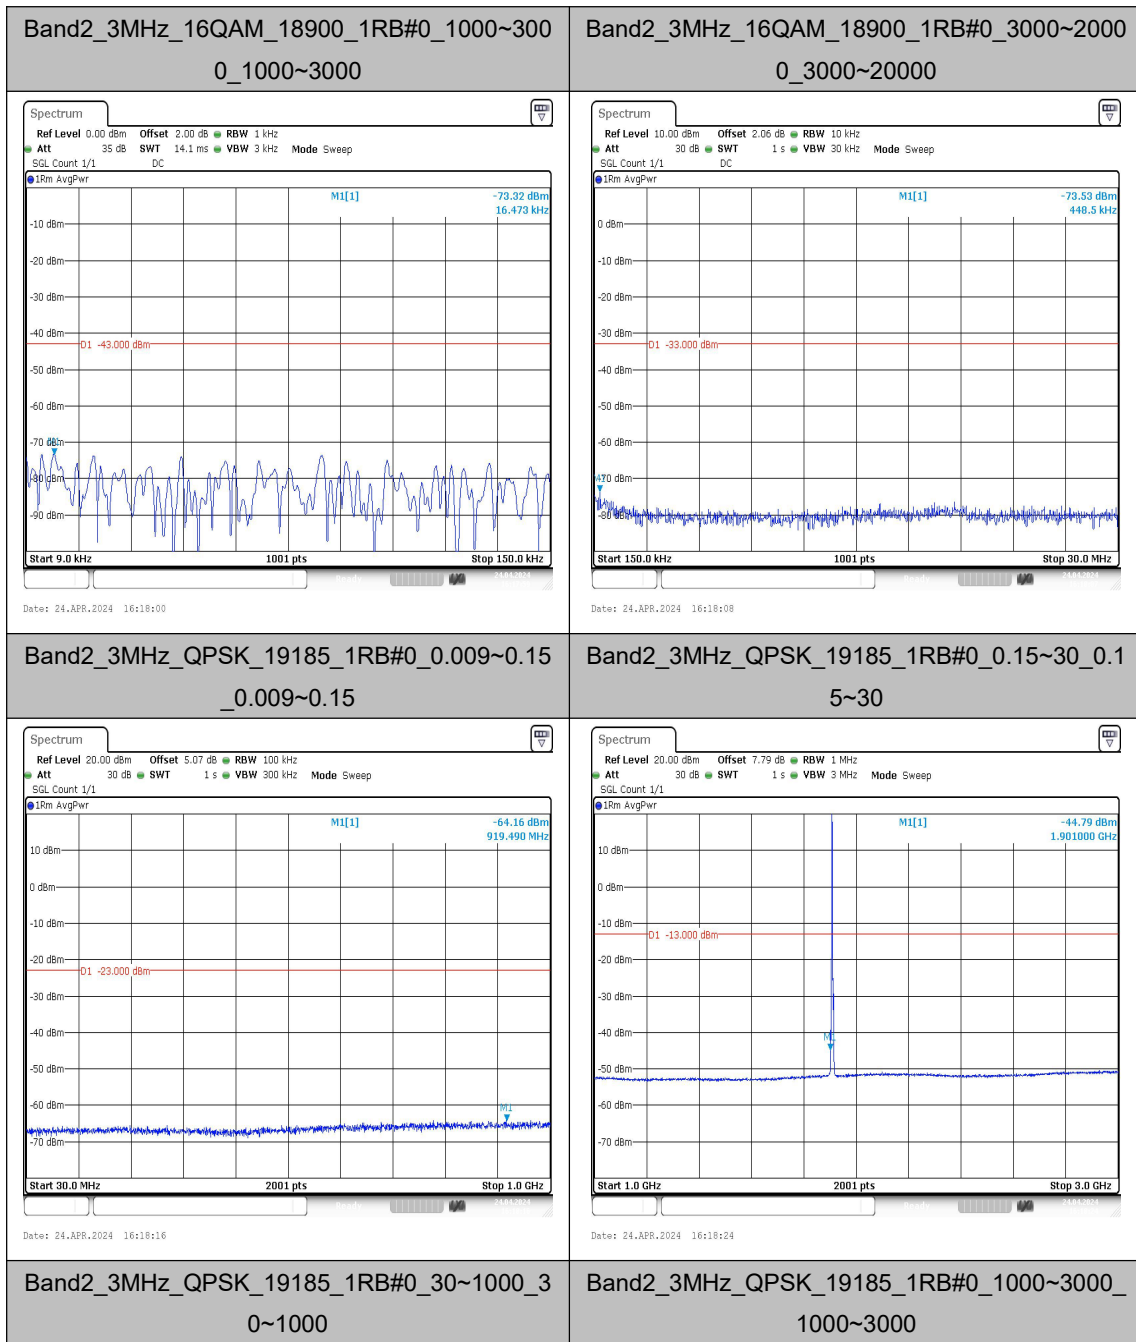 Band2_3MHz_16QAM_18900_1RB#0_1000~300
0_1000~3000
Band2_3MHz_16QAM_18900_1RB#0_3000~2000
0_3000~20000
Spectrum
Ref Level 0.00 dBm Offset 2.00 dB RBW 1 kHz
Att 35 dB SWT 14.1 ms VBW 3 kHz Mode Sweep
SGL Count 1/1 DC
1Rm AvgPwr
M1[1] -73.32 dBm
16.473 kHz
-10 dBm
-20 dBm
-30 dBm
-40 dBm
D1 -43.000 dBm
-50 dBm
-60 dBm
-70 dBm
-80 dBm
-90 dBm
Start 9.0 kHz 1001 pts Stop 150.0 kHz
Date: 24.APR.2024 16:18:00
Spectrum
Ref Level 10.00 dBm Offset 2.06 dB RBW 10 kHz
Att 30 dB SWT 1 s VBW 30 kHz Mode Sweep
SGL Count 1/1 DC
1Rm AvgPwr
M1[1] -73.53 dBm
448.5 kHz
0 dBm
-10 dBm
-20 dBm
-30 dBm
D1 -33.000 dBm
-40 dBm
-50 dBm
-60 dBm
-70 dBm
-80 dBm
Start 150.0 kHz 1001 pts Stop 30.0 MHz
Date: 24.APR.2024 16:18:08
Band2_3MHz_QPSK_19185_1RB#0_0.009~0.15
_0.009~0.15
Band2_3MHz_QPSK_19185_1RB#0_0.15~30_0.1
5~30
Spectrum
Ref Level 20.00 dBm Offset 5.07 dB RBW 100 kHz
Att 30 dB SWT 1 s VBW 300 kHz Mode Sweep
SGL Count 1/1
1Rm AvgPwr
M1[1] -64.16 dBm
919.490 MHz
10 dBm
0 dBm
-10 dBm
-20 dBm
D1 -23.000 dBm
-30 dBm
-40 dBm
-50 dBm
-60 dBm
M1
-70 dBm
Start 30.0 MHz 2001 pts Stop 1.0 GHz
Date: 24.APR.2024 16:18:16
Spectrum
Ref Level 20.00 dBm Offset 7.79 dB RBW 1 MHz
Att 30 dB SWT 1 s VBW 3 MHz Mode Sweep
SGL Count 1/1
1Rm AvgPwr
M1[1] -44.79 dBm
1.901000 GHz
10 dBm
0 dBm
-10 dBm
D1 -13.000 dBm
-20 dBm
-30 dBm
-40 dBm
-50 dBm
-60 dBm
-70 dBm
Start 1.0 GHz 2001 pts Stop 3.0 GHz
Date: 24.APR.2024 16:18:24
Band2_3MHz_QPSK_19185_1RB#0_30~1000_3
0~1000
Band2_3MHz_QPSK_19185_1RB#0_1000~3000_
1000~3000